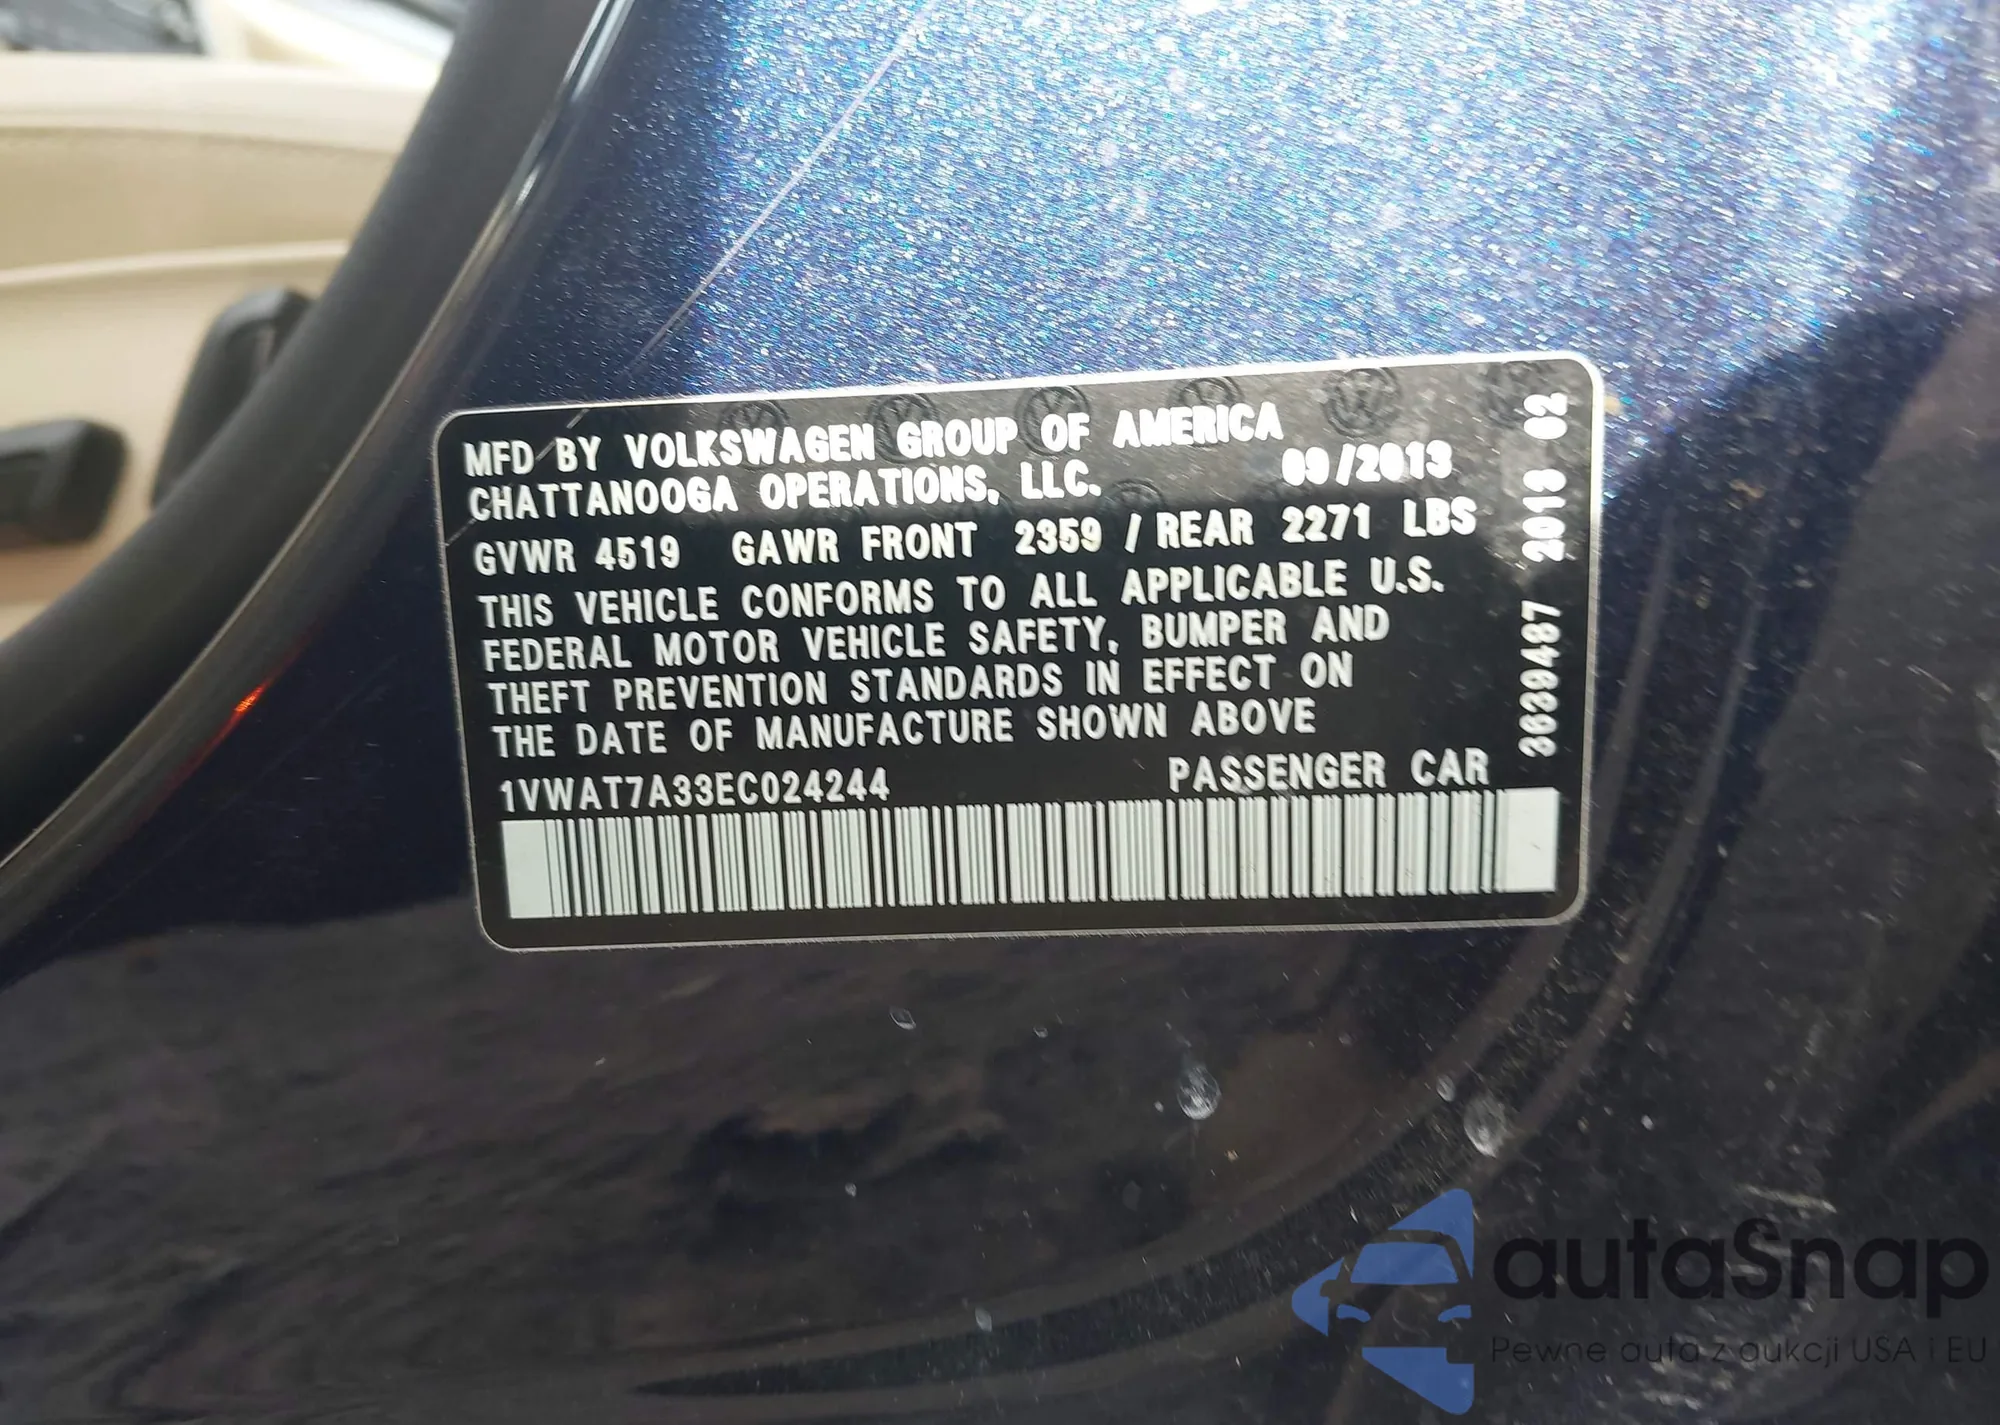 MFD BY VOLKSWAGEN GROUP OF AMERICA
CHATTANOOGA OPERATIONS, LLC. 09/2013
GVWR 4519 GAWR FRONT 2359 / REAR 2271 LBS
THIS VEHICLE CONFORMS TO ALL APPLICABLE U.S.
FEDERAL MOTOR VEHICLE SAFETY, BUMPER AND
THEFT PREVENTION STANDARDS IN EFFECT ON
THE DATE OF MANUFACTURE SHOWN ABOVE
1VWAT7A33EC024244 PASSENGER CAR
3639487 2013 02
autaSnap
Pewne auta z aukcji USA i EU